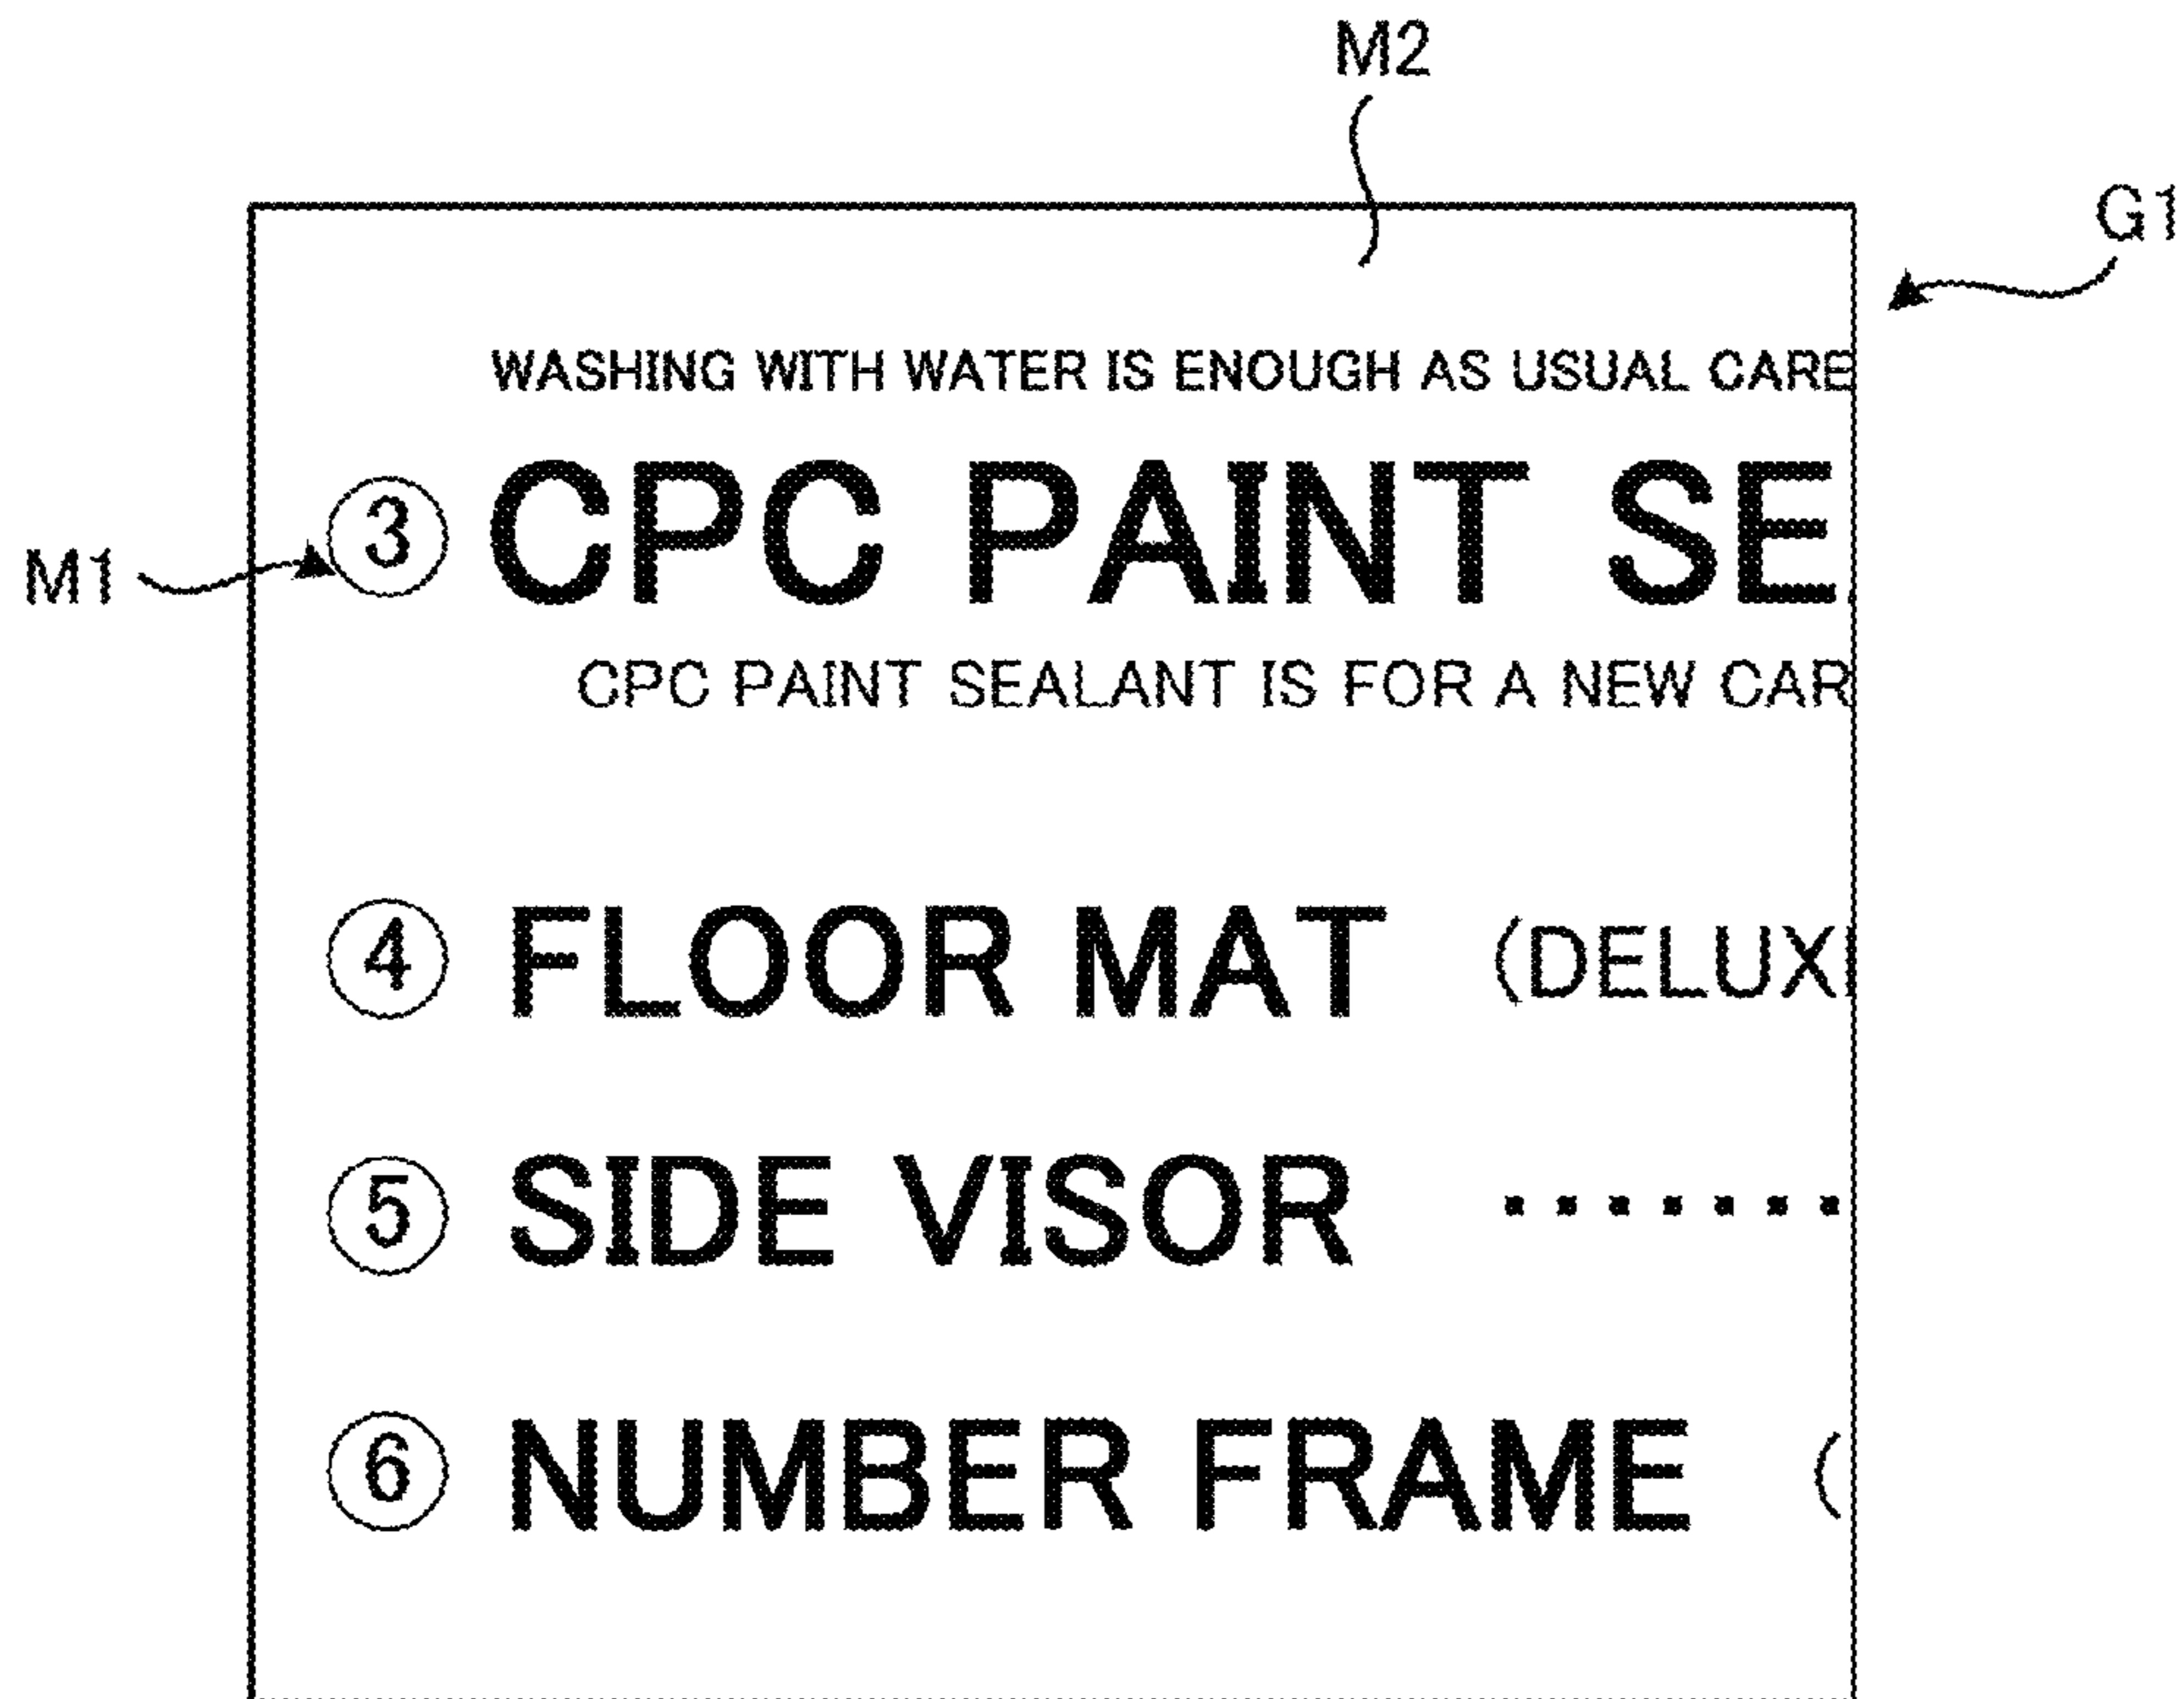 M2
G1
WASHING WITH WATER IS ENOUGH AS USUAL CARE
M1
③ CPC PAINT SE
CPC PAINT SEALANT IS FOR A NEW CAR
④ FLOOR MAT (DELUX
⑤ SIDE VISOR ·······
⑥ NUMBER FRAME (